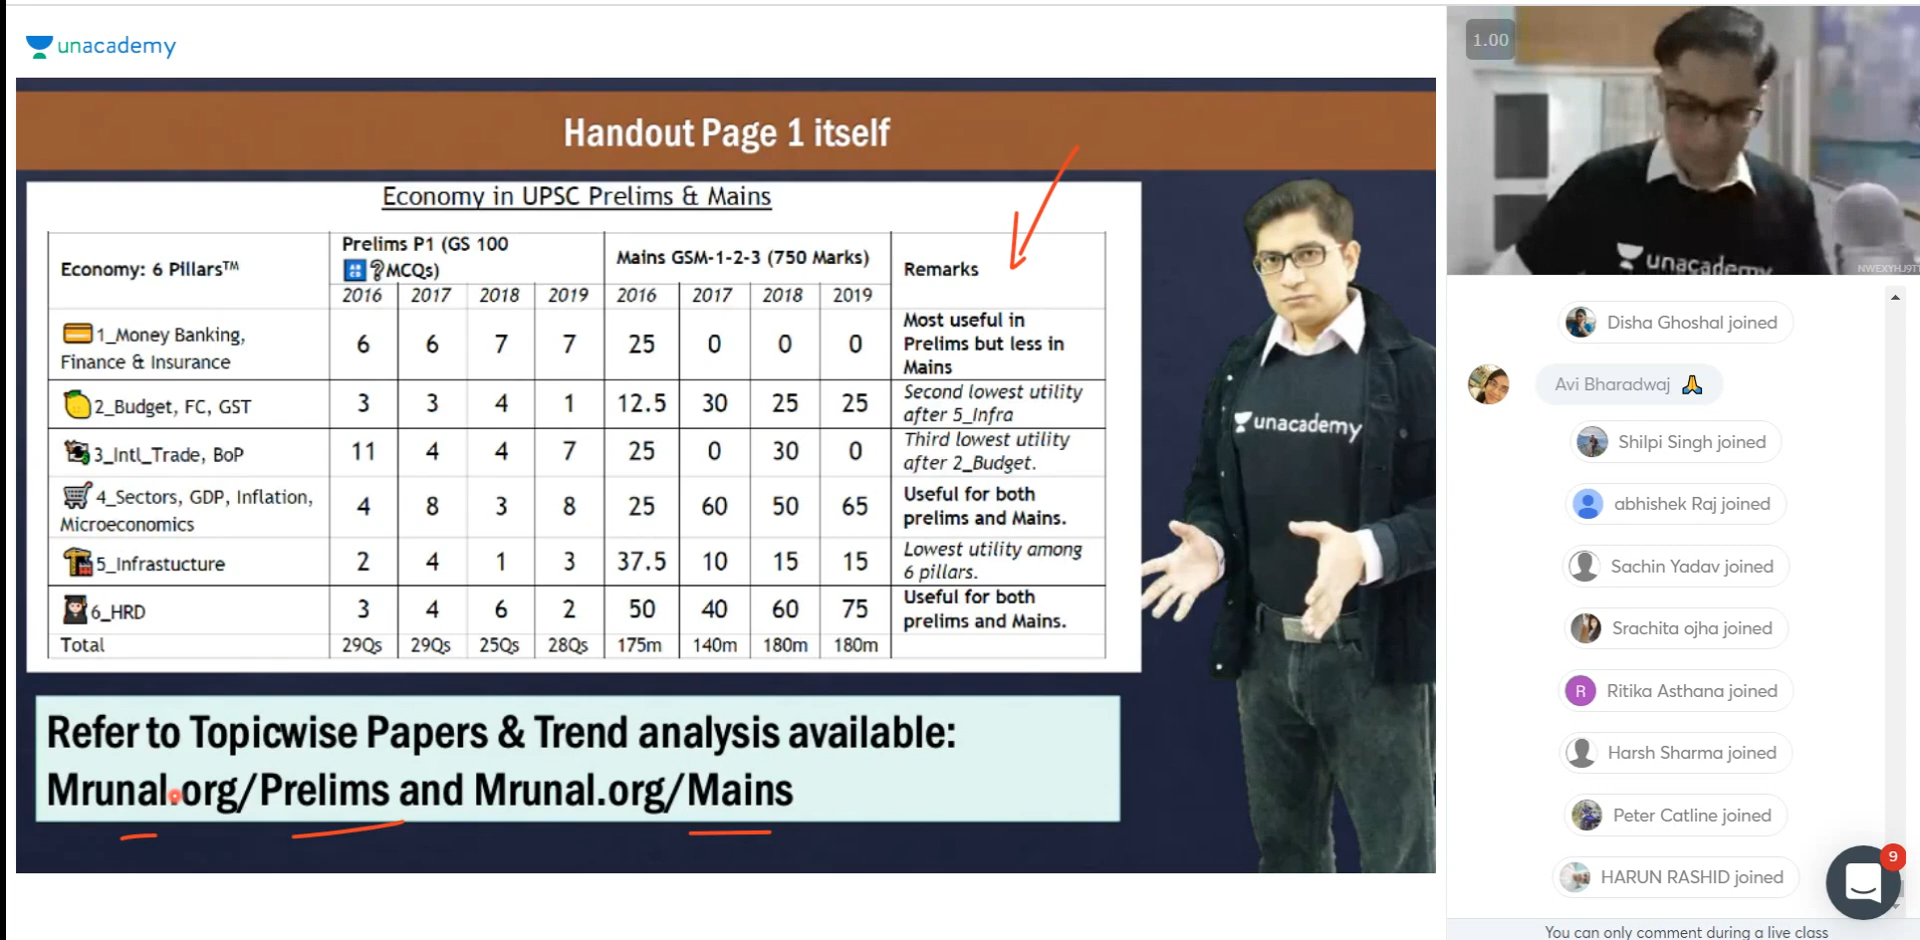 unacademy
Handout Page 1 itself
Economy in UPSC Prelims & Mains
Economy: 6 Pillars™ Prelims P1 (GS 100 🔠❓MCQs) Mains GSM-1-2-3 (750 Marks) Remarks
2016 2017 2018 2019 2016 2017 2018 2019
1_Money Banking, Finance & Insurance 6 6 7 7 25 0 0 0 Most useful in Prelims but less in Mains
2_Budget, FC, GST 3 3 4 1 12.5 30 25 25 Second lowest utility after 5_Infra
3_Intl_Trade, BoP 11 4 4 7 25 0 30 0 Third lowest utility after 2_Budget.
4_Sectors, GDP, Inflation, Microeconomics 4 8 3 8 25 60 50 65 Useful for both prelims and Mains.
5_Infrastucture 2 4 1 3 37.5 10 15 15 Lowest utility among 6 pillars.
6_HRD 3 4 6 2 50 40 60 75 Useful for both prelims and Mains.
Total 29Qs 29Qs 25Qs 28Qs 175m 140m 180m 180m
Refer to Topicwise Papers & Trend analysis available:
Mrunal.org/Prelims and Mrunal.org/Mains
unacademy
1.00
unacademy
Disha Ghoshal joined
Avi Bharadwaj 🙏
Shilpi Singh joined
abhishek Raj joined
Sachin Yadav joined
Srachita ojha joined
R Ritika Asthana joined
Harsh Sharma joined
Peter Catline joined
HARUN RASHID joined
9
You can only comment during a live class